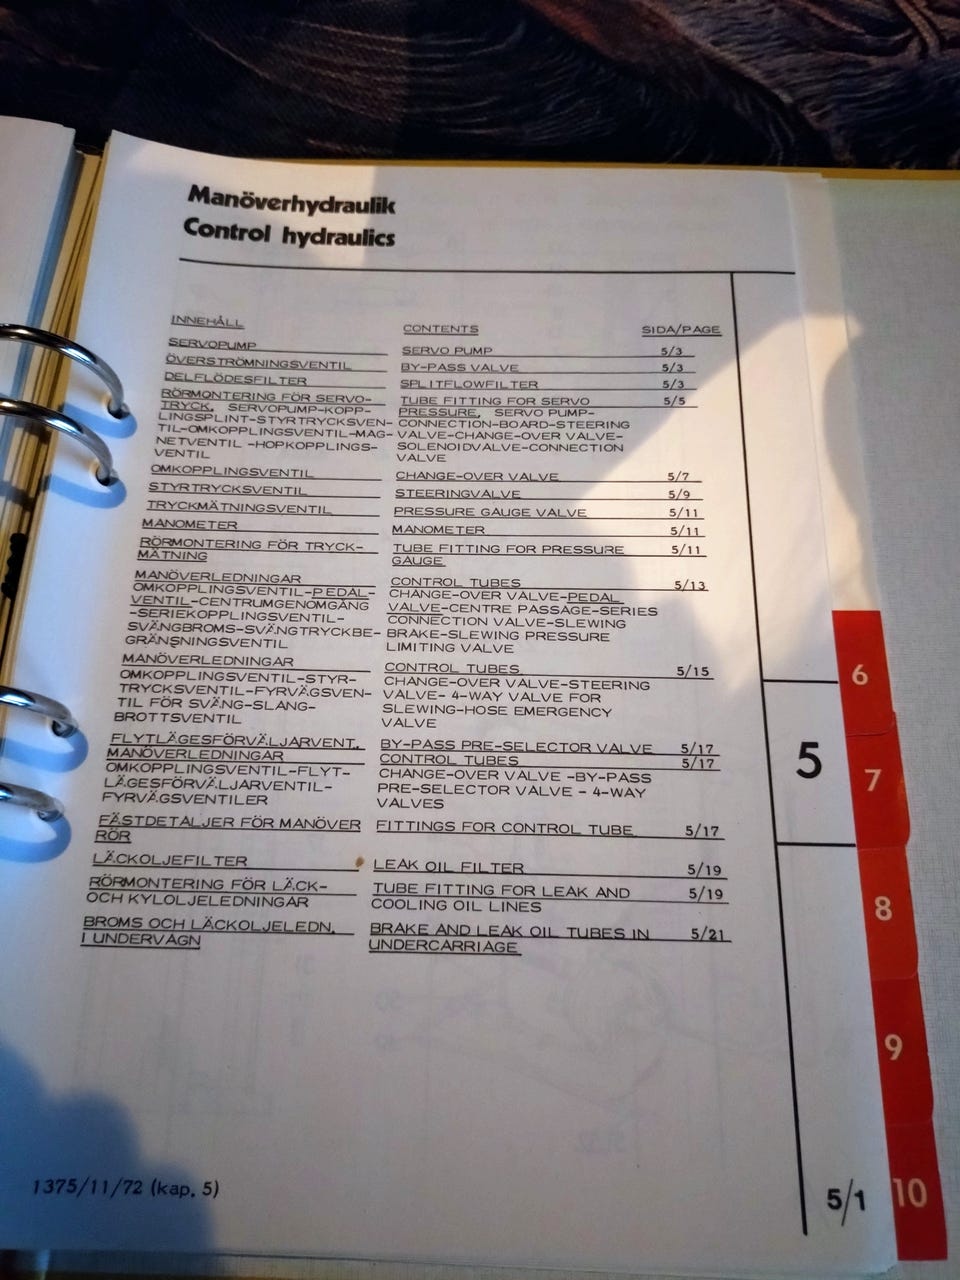 Manöverhydraulik
Control hydraulics
INNEHÅLL CONTENTS SIDA/PAGE
SERVOPUMP SERVO PUMP 5/3
ÖVERSTRÖMNINGSVENTIL BY-PASS VALVE 5/3
DELFLÖDESFILTER SPLITFLOWFILTER 5/3
RÖRMONTERING FÖR SERVO- TUBE FITTING FOR SERVO 5/5
TRYCK, SERVOPUMP-KOPP- PRESSURE, SERVO PUMP-
LINGSPLINT-STYRTRYCKSVEN- CONNECTION-BOARD-STEERING
TIL-OMKOPPLINGSVENTIL-MAG- VALVE-CHANGE-OVER VALVE-
NETVENTIL -HOPKOPPLINGS- SOLENOIDVALVE-CONNECTION
VENTIL VALVE
OMKOPPLINGSVENTIL CHANGE-OVER VALVE 5/7
STYRTRYCKSVENTIL STEERINGVALVE 5/9
TRYCKMÄTNINGSVENTIL PRESSURE GAUGE VALVE 5/11
MANOMETER MANOMETER 5/11
RÖRMONTERING FÖR TRYCK- TUBE FITTING FOR PRESSURE 5/11
MÄTNING GAUGE
MANÖVERLEDNINGAR CONTROL TUBES 5/13
OMKOPPLINGSVENTIL-PEDAL- CHANGE-OVER VALVE-PEDAL
VENTIL-CENTRUMGENOMGÅNG VALVE-CENTRE PASSAGE-SERIES
-SERIEKOPPLINGSVENTIL- CONNECTION VALVE-SLEWING
SVÄNGBROMS-SVÄNGTRYCKBE- BRAKE-SLEWING PRESSURE
GRÄNSNINGSVENTIL LIMITING VALVE
MANÖVERLEDNINGAR CONTROL TUBES 5/15
OMKOPPLINGSVENTIL-STYR- CHANGE-OVER VALVE-STEERING
TRYCKSVENTIL-FYRVÄGSVEN- VALVE- 4-WAY VALVE FOR
TIL FÖR SVÄNG-SLANG- SLEWING-HOSE EMERGENCY
BROTTSVENTIL VALVE
FLYTLÄGESFÖRVÄLJARVENT. BY-PASS PRE-SELECTOR VALVE 5/17
MANÖVERLEDNINGAR CONTROL TUBES 5/17
OMKOPPLINGSVENTIL-FLYT- CHANGE-OVER VALVE -BY-PASS
LÄGESFÖRVÄLJARVENTIL- PRE-SELECTOR VALVE - 4-WAY
FYRVÄGSVENTILER VALVES
FÄSTDETALJER FÖR MANÖVER FITTINGS FOR CONTROL TUBE 5/17
RÖR
LÄCKOLJEFILTER LEAK OIL FILTER 5/19
RÖRMONTERING FÖR LÄCK- TUBE FITTING FOR LEAK AND 5/19
OCH KYLOLJELEDNINGAR COOLING OIL LINES
BROMS OCH LÄCKOLJELEDN. BRAKE AND LEAK OIL TUBES IN 5/21
I UNDERVAGN UNDERCARRIAGE
5
6
7
8
9
10
1375/11/72 (kap. 5)
5/1